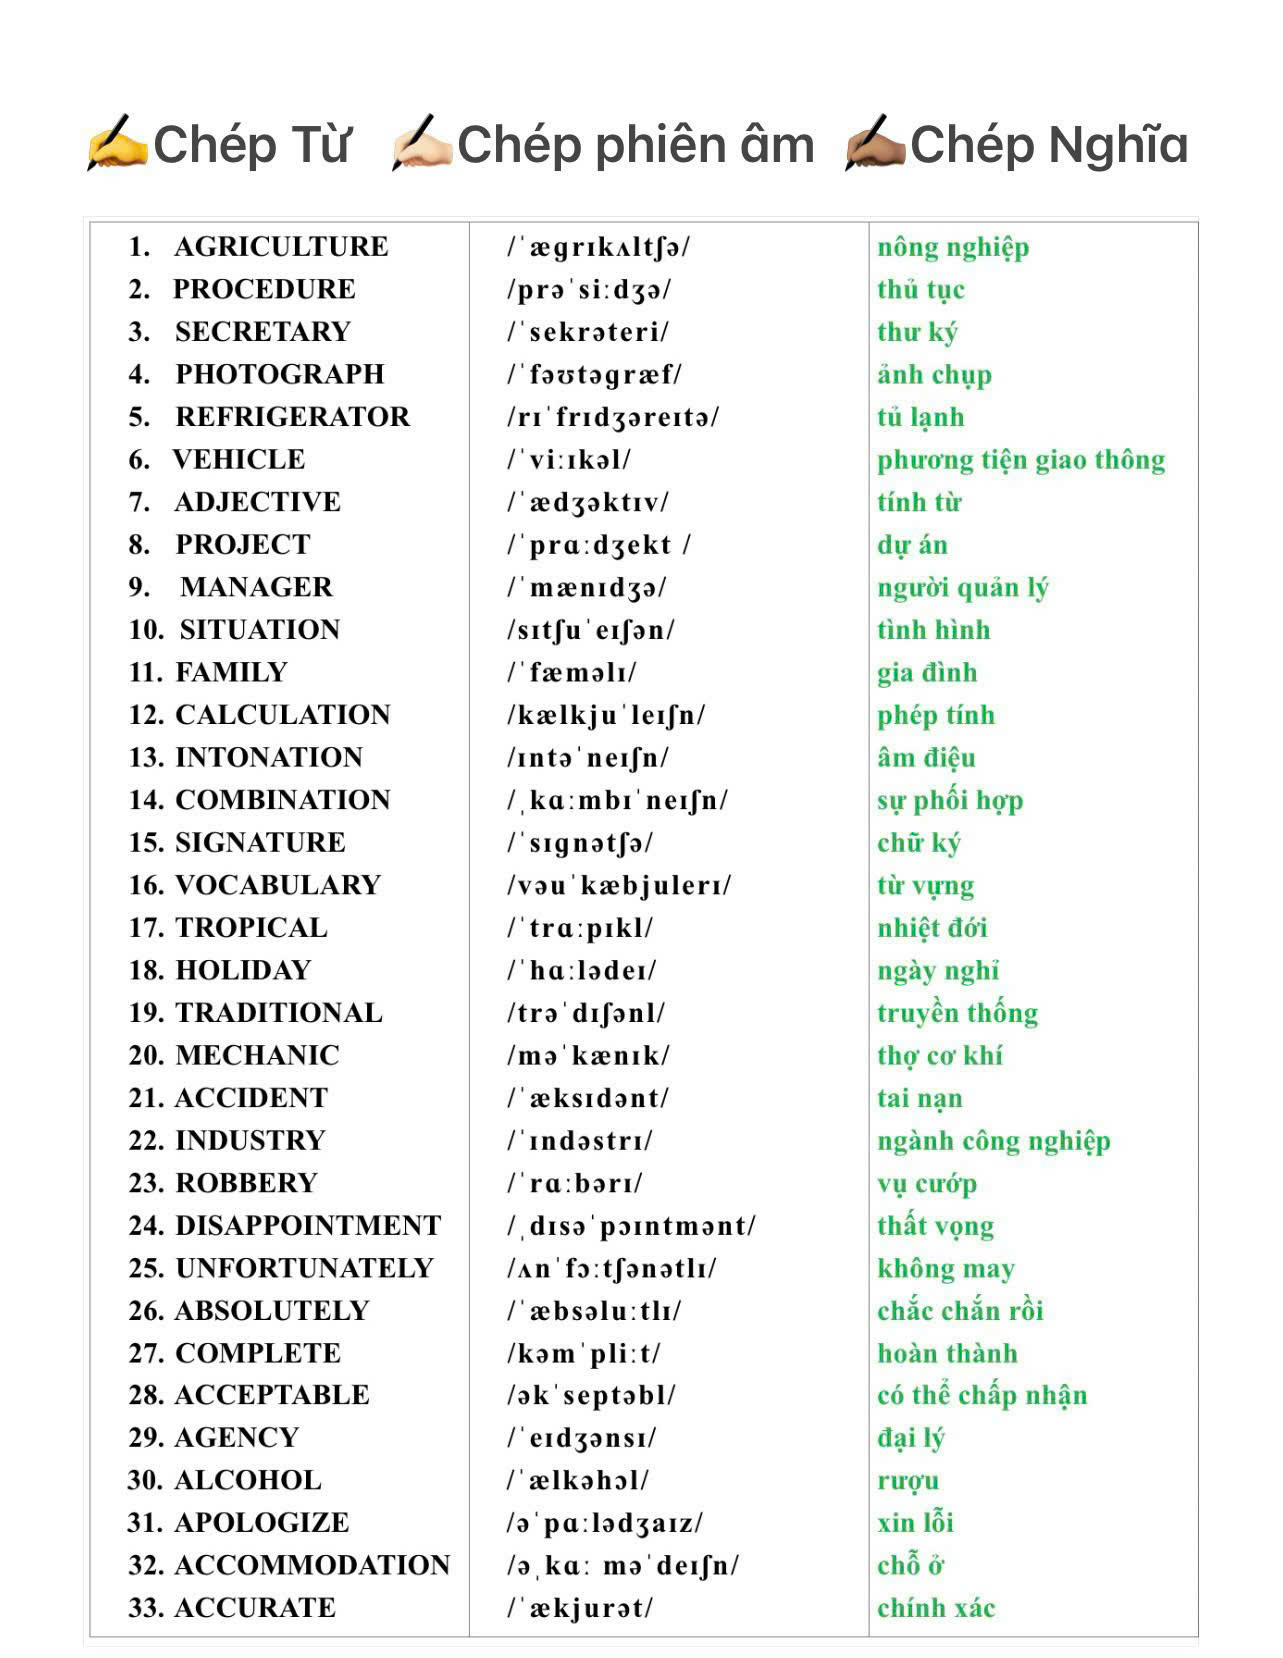 ✍️Chép Từ ✍🏻Chép phiên âm ✍🏽Chép Nghĩa
1. AGRICULTURE /ˈæɡrɪkʌltʃə/ nông nghiệp
2. PROCEDURE /prəˈsiːdʒə/ thủ tục
3. SECRETARY /ˈsekrəteri/ thư ký
4. PHOTOGRAPH /ˈfəʊtəɡræf/ ảnh chụp
5. REFRIGERATOR /rɪˈfrɪdʒəreɪtə/ tủ lạnh
6. VEHICLE /ˈviːɪkəl/ phương tiện giao thông
7. ADJECTIVE /ˈædʒəktɪv/ tính từ
8. PROJECT /ˈprɑːdʒekt / dự án
9. MANAGER /ˈmænɪdʒə/ người quản lý
10. SITUATION /sɪtʃuˈeɪʃən/ tình hình
11. FAMILY /ˈfæməlɪ/ gia đình
12. CALCULATION /kælkjuˈleɪʃn/ phép tính
13. INTONATION /ɪntəˈneɪʃn/ âm điệu
14. COMBINATION /ˌkɑːmbɪˈneɪʃn/ sự phối hợp
15. SIGNATURE /ˈsɪɡnətʃə/ chữ ký
16. VOCABULARY /vəuˈkæbjulerɪ/ từ vựng
17. TROPICAL /ˈtrɑːpɪkl/ nhiệt đới
18. HOLIDAY /ˈhɑːlədeɪ/ ngày nghỉ
19. TRADITIONAL /trəˈdɪʃənl/ truyền thống
20. MECHANIC /məˈkænɪk/ thợ cơ khí
21. ACCIDENT /ˈæksɪdənt/ tai nạn
22. INDUSTRY /ˈɪndəstrɪ/ ngành công nghiệp
23. ROBBERY /ˈrɑːbərɪ/ vụ cướp
24. DISAPPOINTMENT /ˌdɪsəˈpɔɪntmənt/ thất vọng
25. UNFORTUNATELY /ʌnˈfɔːtʃənətlɪ/ không may
26. ABSOLUTELY /ˈæbsəluːtlɪ/ chắc chắn rồi
27. COMPLETE /kəmˈpliːt/ hoàn thành
28. ACCEPTABLE /əkˈseptəbl/ có thể chấp nhận
29. AGENCY /ˈeɪdʒənsɪ/ đại lý
30. ALCOHOL /ˈælkəhɔl/ rượu
31. APOLOGIZE /əˈpɑːlədʒaɪz/ xin lỗi
32. ACCOMMODATION /əˌkɑː məˈdeɪʃn/ chỗ ở
33. ACCURATE /ˈækjurət/ chính xác